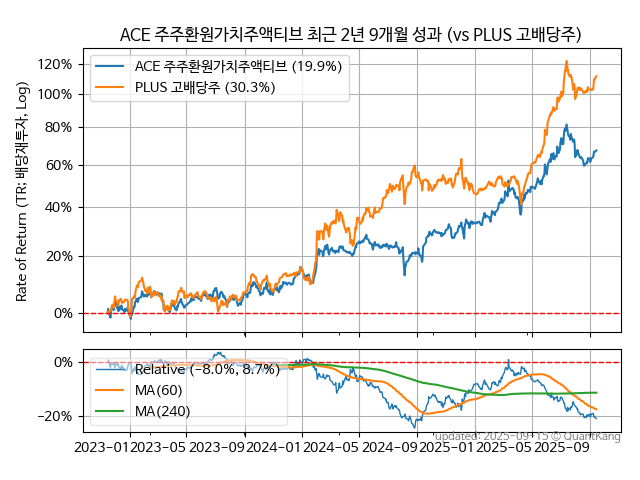 ACE 주주환원가치주액티브 최근 2년 9개월 성과 (vs PLUS 고배당주)
Rate of Return (TR: 배당재투자, Log)
120%
100%
80%
60%
40%
20%
0%
ACE 주주환원가치주액티브 (19.9%)
PLUS 고배당주 (30.3%)
0%
−20%
Relative (−8.0%, 8.7%)
MA(60)
MA(240)
2023−01 2023−05 2023−09 2024−01 2024−05 2024−09 2025−01 2025−05 2025−09
updated: 2025-09-15 © QuantKang